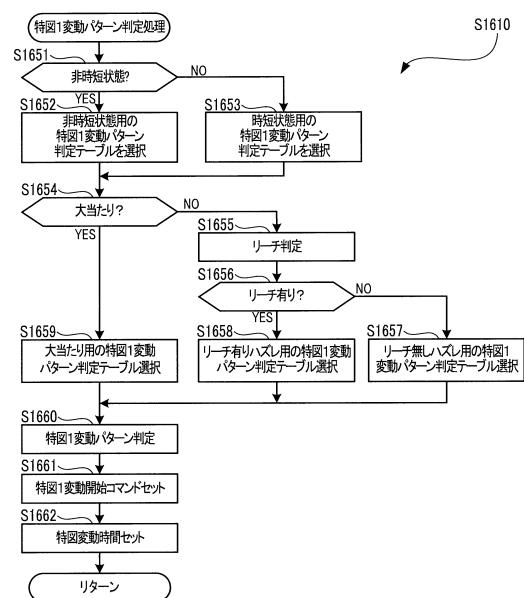 特図1変動パターン判定処理
S1610
S1651
非時短状態?
NO
YES
S1652
非時短状態用の
特図1変動パターン
判定テーブルを選択
S1653
時短状態用の
特図1変動パターン
判定テーブルを選択
S1654
大当たり?
NO
YES
S1655
リーチ判定
S1656
リーチ有り?
NO
YES
S1659
大当たり用の特図1変動
パターン判定テーブル選択
S1658
リーチ有りハズレ用の特図1変動
パターン判定テーブル選択
S1657
リーチ無しハズレ用の特図1
変動パターン判定テーブル選択
S1660
特図1変動パターン判定
S1661
特図1変動開始コマンドセット
S1662
特図変動時間セット
リターン